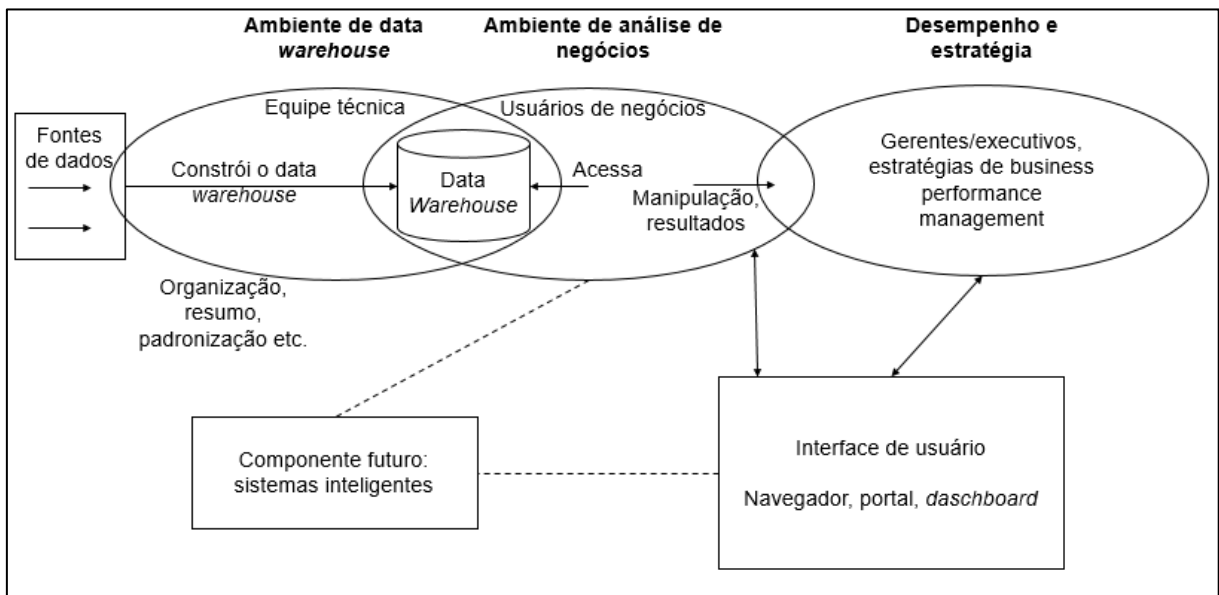 Ambiente de data
warehouse
Ambiente de análise de
negócios
Desempenho e
estratégia
Equipe técnica
Usuários de negócios
Fontes
de dados
Constrói o data
warehouse
Data
Warehouse
Acessa
Manipulação,
resultados
Gerentes/executivos,
estratégias de business
performance
management
Organização,
resumo,
padronização etc.
Componente futuro:
sistemas inteligentes
Interface de usuário
Navegador, portal, daschboard